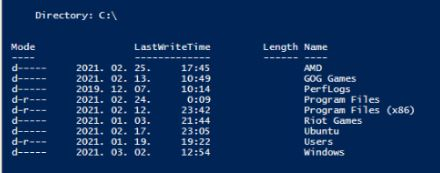 Directory: C:\
Mode LastWriteTime Length Name
---- ------------- ------ ----
d----- 2021. 02. 25. 17:45 AMD
d----- 2021. 02. 13. 10:49 GOG Games
d----- 2019. 12. 07. 10:14 PerfLogs
d-r--- 2021. 02. 24. 0:09 Program Files
d-r--- 2021. 02. 12. 23:42 Program Files (x86)
d----- 2021. 01. 03. 21:44 Riot Games
d----- 2021. 02. 17. 23:05 Ubuntu
d-r--- 2021. 01. 19. 19:22 Users
d----- 2021. 03. 02. 12:54 Windows